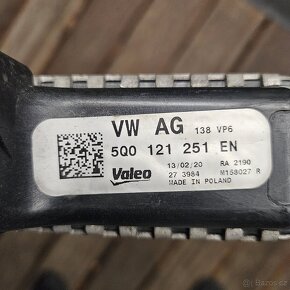 VW AG 138 VP6
5Q0 121 251 EN
13/02/20 RA 2190
Valeo 27 3984 M158027 R
MADE IN POLAND